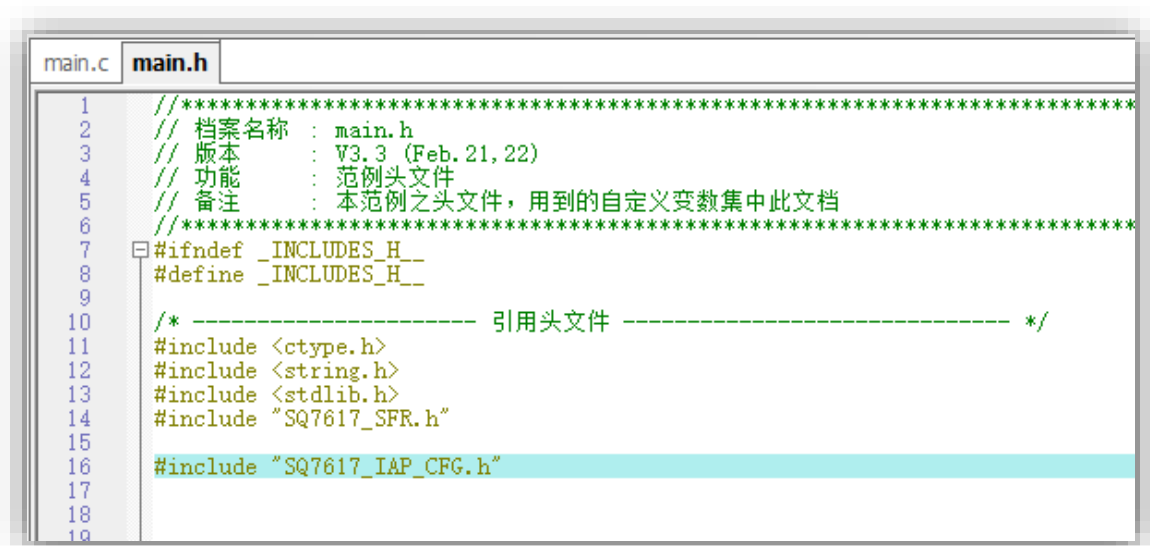 main.c main.h
1 //**************************************************************************
2 // 档案名称 : main.h
3 // 版本 : V3.3 (Feb.21,22)
4 // 功能 : 范例头文件
5 // 备注 : 本范例之头文件，用到的自定义变数集中此文档
6 //**************************************************************************
7 #ifndef _INCLUDES_H__
8 #define _INCLUDES_H__
9
10 /* ---------------------- 引用头文件 ------------------------------ */
11 #include <ctype.h>
12 #include <string.h>
13 #include <stdlib.h>
14 #include "SQ7617_SFR.h"
15
16 #include "SQ7617_IAP_CFG.h"
17
18
19